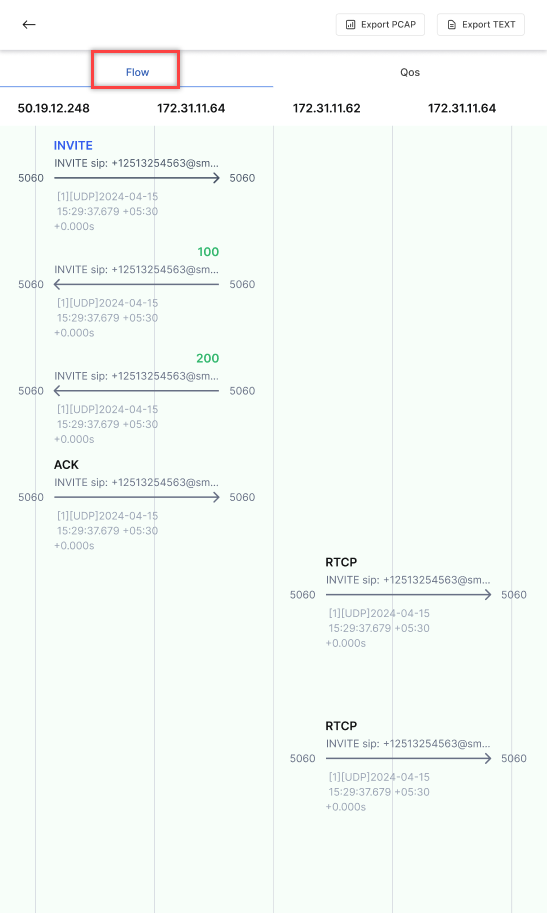 Export PCAP
Export TEXT
Flow
Qos
50.19.12.248
172.31.11.64
172.31.11.62
172.31.11.64
INVITE
INVITE sip: +12513254563@sm...
5060
5060
[1][UDP]2024-04-15
15:29:37.679 +05:30
+0.000s
100
INVITE sip: +12513254563@sm...
5060
5060
[1][UDP]2024-04-15
15:29:37.679 +05:30
+0.000s
200
INVITE sip: +12513254563@sm...
5060
5060
[1][UDP]2024-04-15
15:29:37.679 +05:30
+0.000s
ACK
INVITE sip: +12513254563@sm...
5060
5060
[1][UDP]2024-04-15
15:29:37.679 +05:30
+0.000s
RTCP
INVITE sip: +12513254563@sm...
5060
5060
[1][UDP]2024-04-15
15:29:37.679 +05:30
+0.000s
RTCP
INVITE sip: +12513254563@sm...
5060
5060
[1][UDP]2024-04-15
15:29:37.679 +05:30
+0.000s